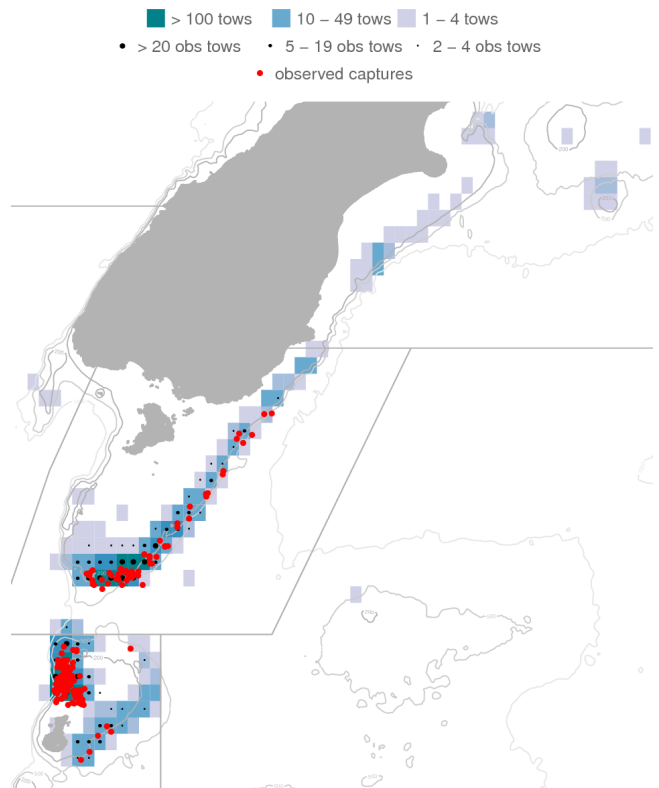 > 100 tows 10 − 49 tows 1 − 4 tows
> 20 obs tows 5 − 19 obs tows 2 − 4 obs tows
observed captures